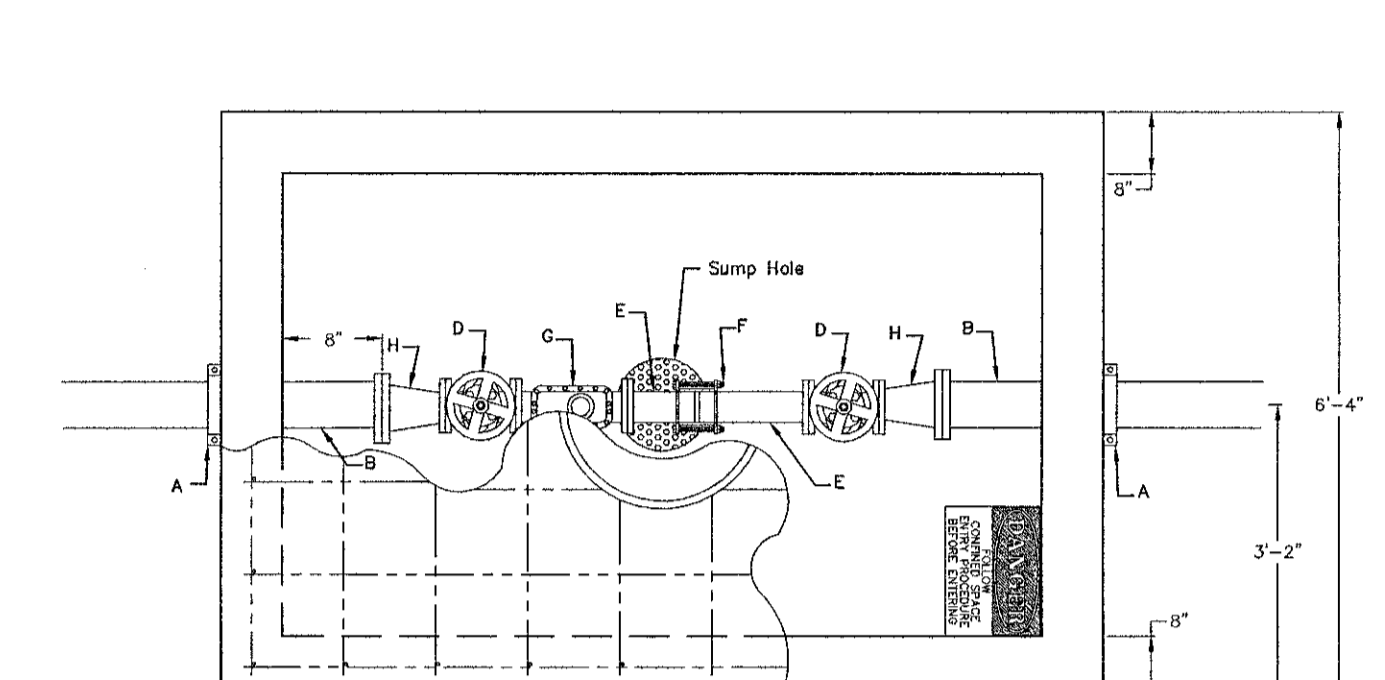 8"
Sump Hole
E
F
D
G
D
H
B
8"
H
6'-4"
B
E
A
A
DANGER
FOLLOW
CONFINED SPACE
ENTRY PROCEDURE
BEFORE ENTERING
3'-2"
8"